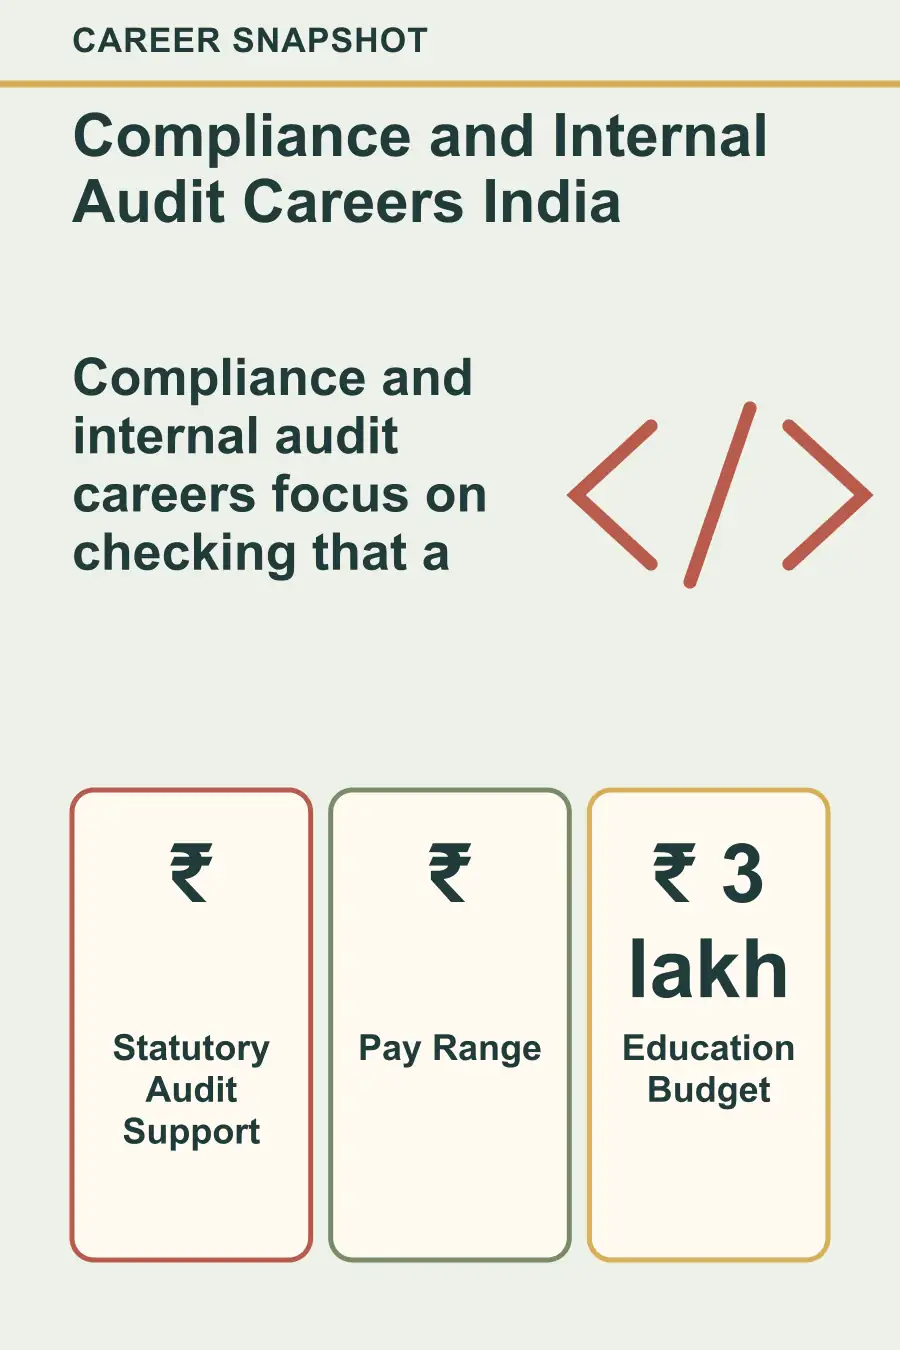 CAREER SNAPSHOT
Compliance and Internal
Audit Careers India
Compliance and
internal audit
careers focus on
checking that a
₹
Statutory
Audit
Support
₹
Pay Range
₹ 3
lakh
Education
Budget